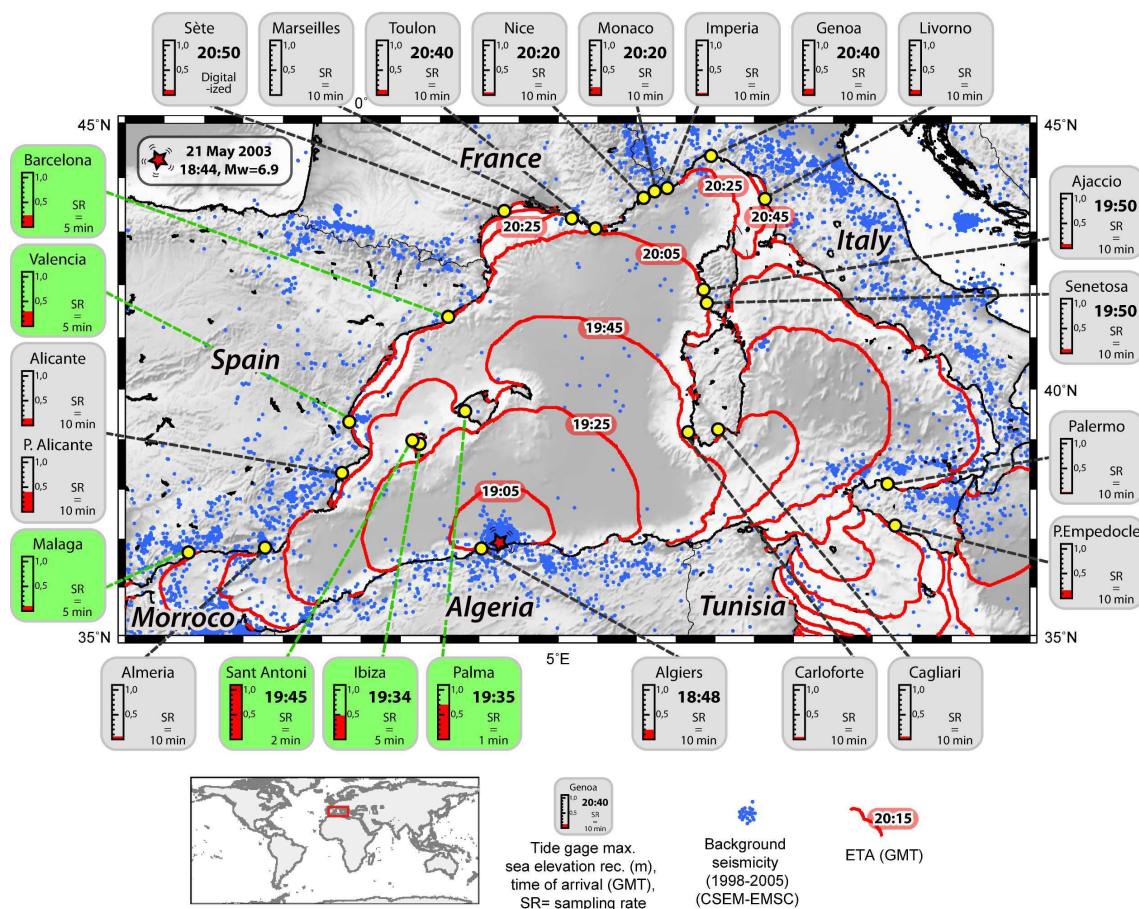 Sète
1,0
20:50
0,5
Digital
-ized
Marseilles
1,0
0,5
SR
=
10 min
Toulon
1,0
20:40
0,5
SR
=
10 min
Nice
1,0
20:20
0,5
SR
=
10 min
Monaco
1,0
20:20
0,5
SR
=
10 min
Imperia
1,0
0,5
SR
=
10 min
Genoa
1,0
20:40
0,5
SR
=
10 min
Livorno
1,0
0,5
SR
=
10 min
0°
45°N
45°N
21 May 2003
18:44, Mw=6.9
France
Italy
Spain
Morroco
Algeria
Tunisia
20:25
20:25
20:45
20:05
19:45
19:25
19:05
Barcelona
1,0
0,5
SR
=
5 min
Valencia
1,0
0,5
SR
=
5 min
Alicante
1,0
0,5
SR
=
10 min
P. Alicante
1,0
0,5
SR
=
10 min
Malaga
1,0
0,5
SR
=
5 min
Ajaccio
1,0
19:50
0,5
SR
=
10 min
Senetosa
1,0
19:50
0,5
SR
=
10 min
40°N
Palermo
1,0
0,5
SR
=
10 min
P.Empedocle
1,0
0,5
SR
=
10 min
35°N
35°N
5°E
Almeria
1,0
0,5
SR
=
10 min
Sant Antoni
1,0
19:45
0,5
SR
=
2 min
Ibiza
1,0
19:34
0,5
SR
=
5 min
Palma
1,0
19:35
0,5
SR
=
1 min
Algiers
1,0
18:48
0,5
SR
=
10 min
Carloforte
1,0
0,5
SR
=
10 min
Cagliari
1,0
0,5
SR
=
10 min
Genoa
1,0
20:40
0,5
SR
=
10 min
Tide gage max.
sea elevation rec. (m),
time of arrival (GMT),
SR= sampling rate
Background
seismicity
(1998-2005)
(CSEM-EMSC)
20:15
ETA (GMT)